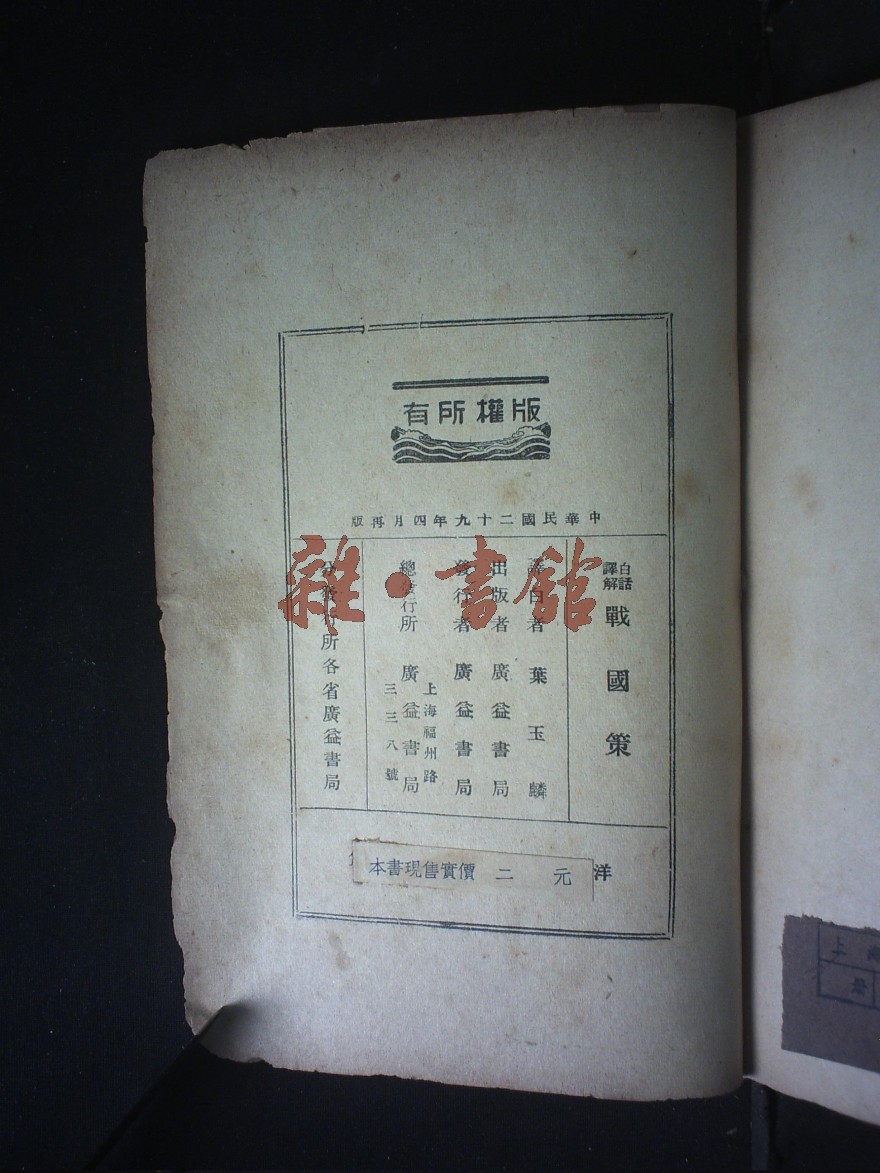 版權所有
中華民國二十九年四月再版
白話譯解 戰國策
譯白者 葉玉麟
出版者 廣益書局
發行者 廣益書局
上海福州路
總發行所 廣益書局
三三八號
分發行所 各省廣益書局
洋
本書現售實價 二 元
雜·書館
上